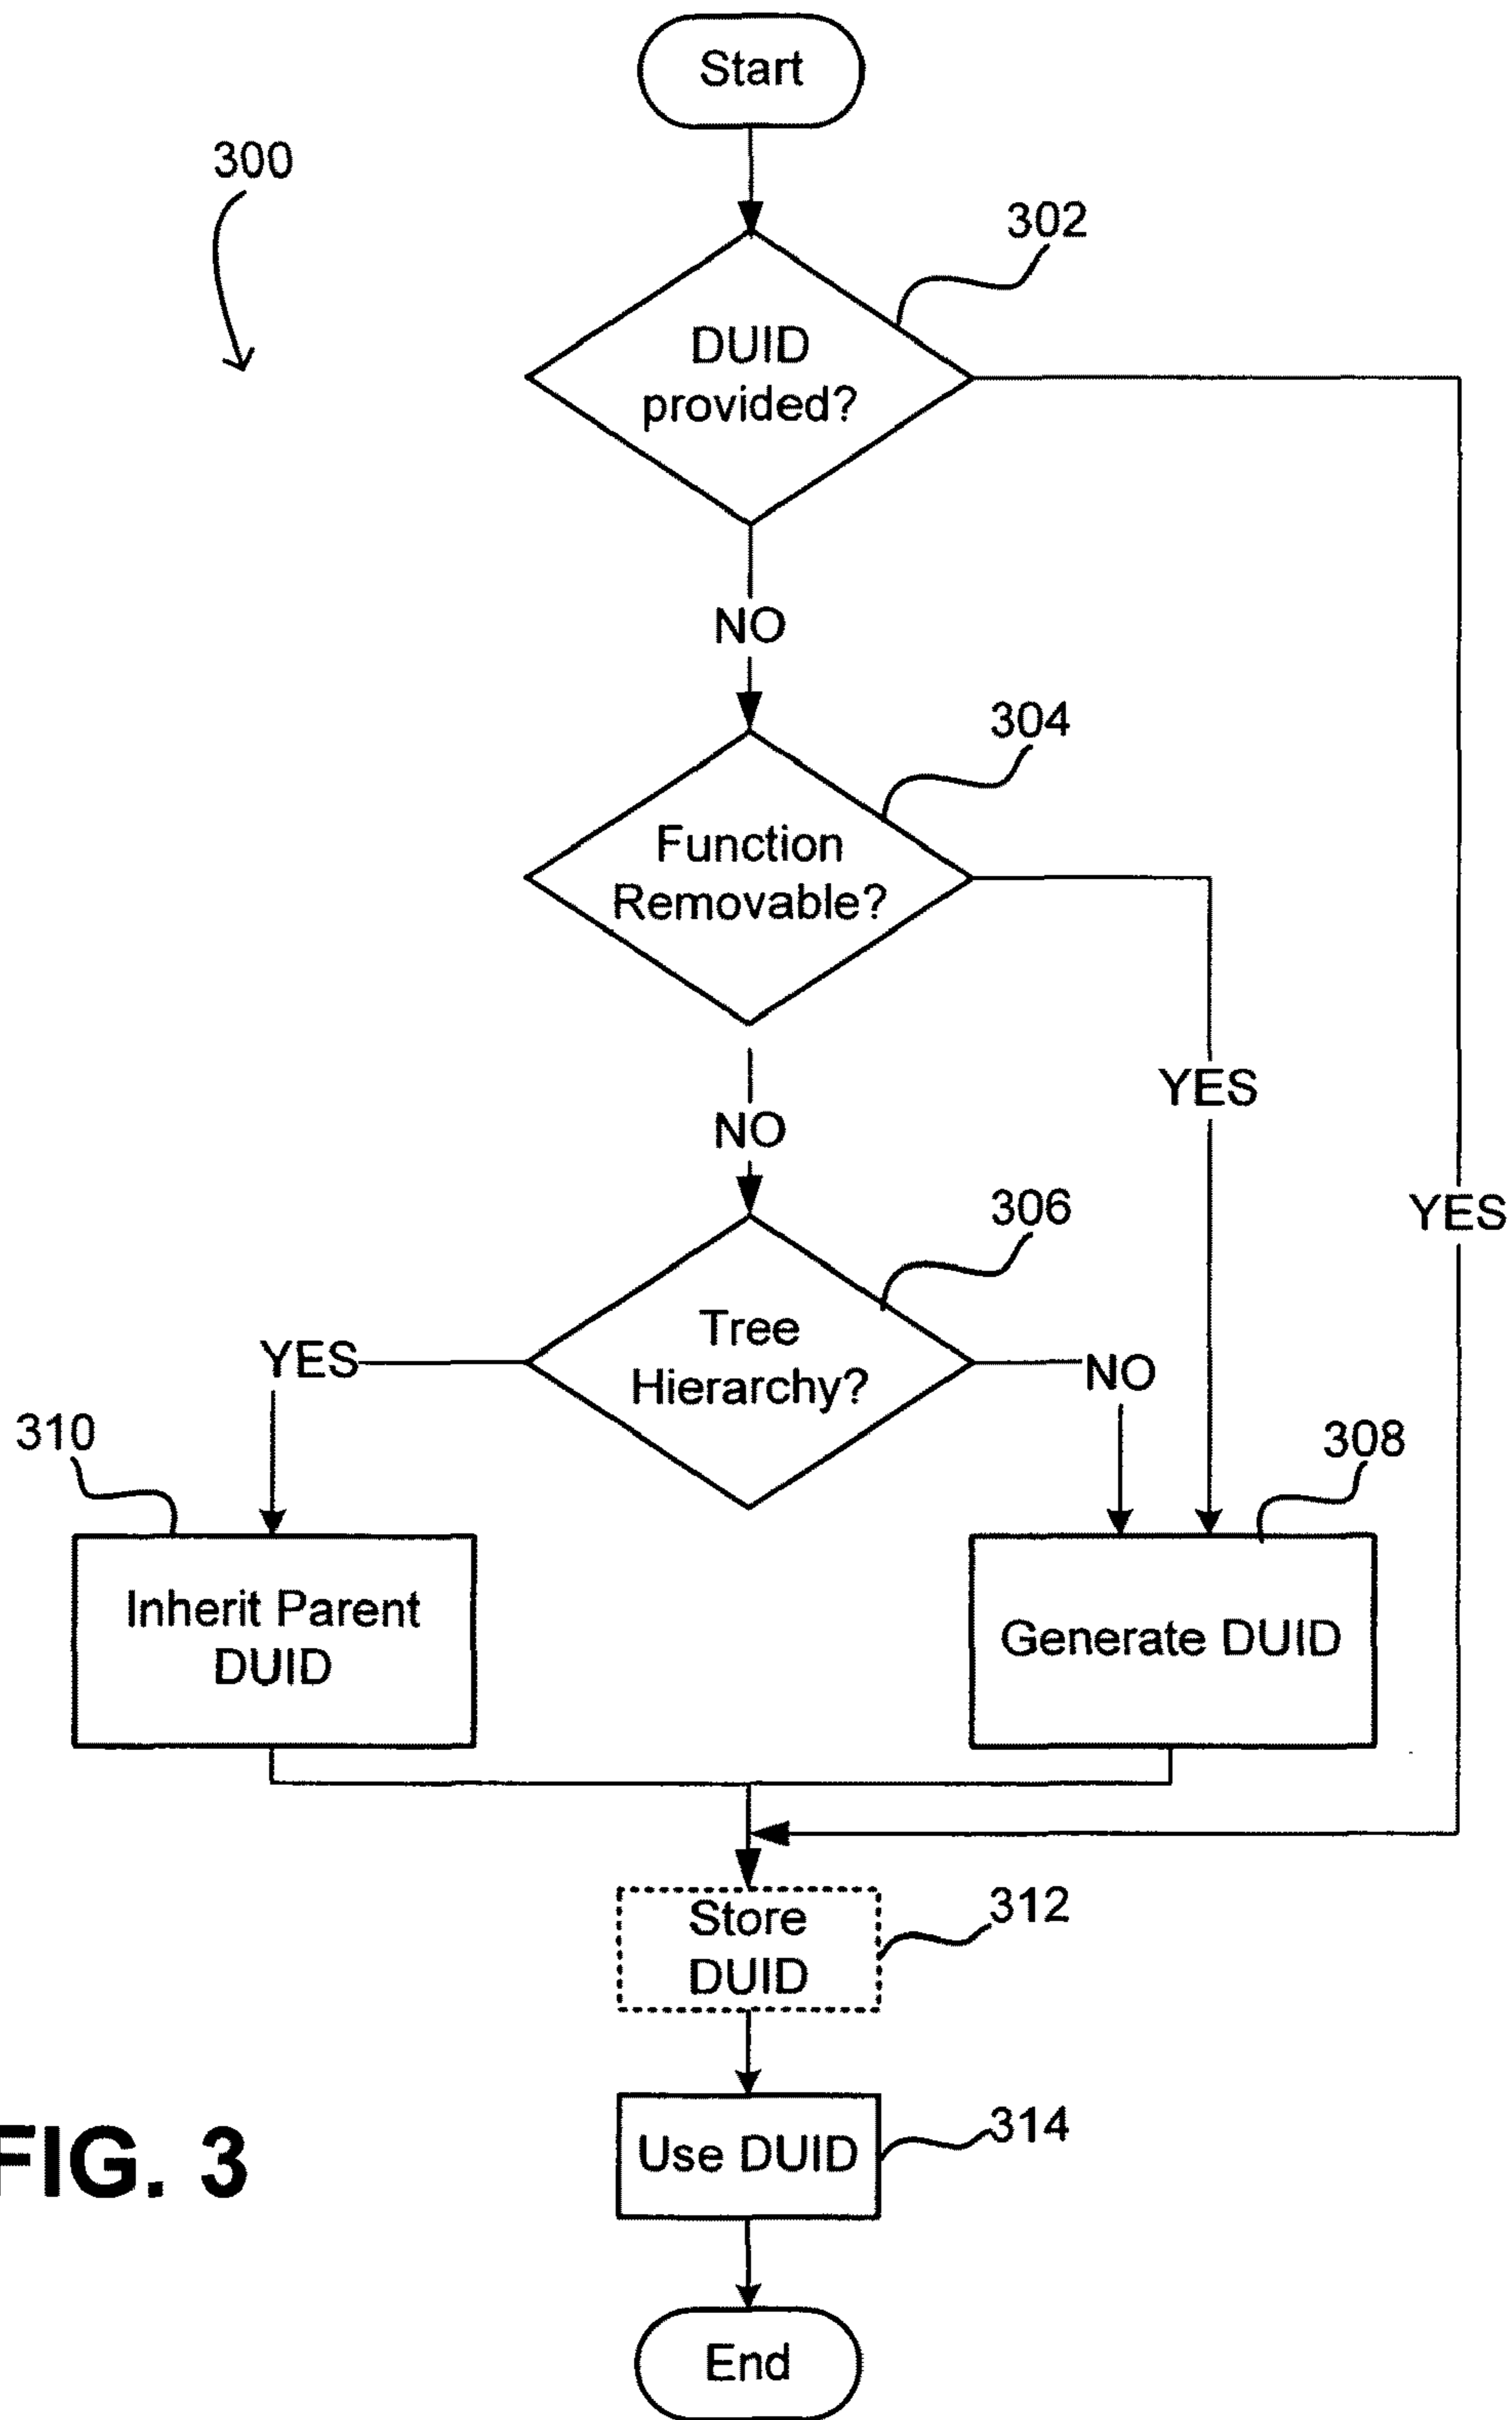 Start
300
302
DUID
provided?
NO
304
Function
Removable?
YES
NO
YES
306
Tree
Hierarchy?
YES
NO
310
308
Inherit Parent
DUID
Generate DUID
312
Store
DUID
314
Use DUID
FIG. 3
End